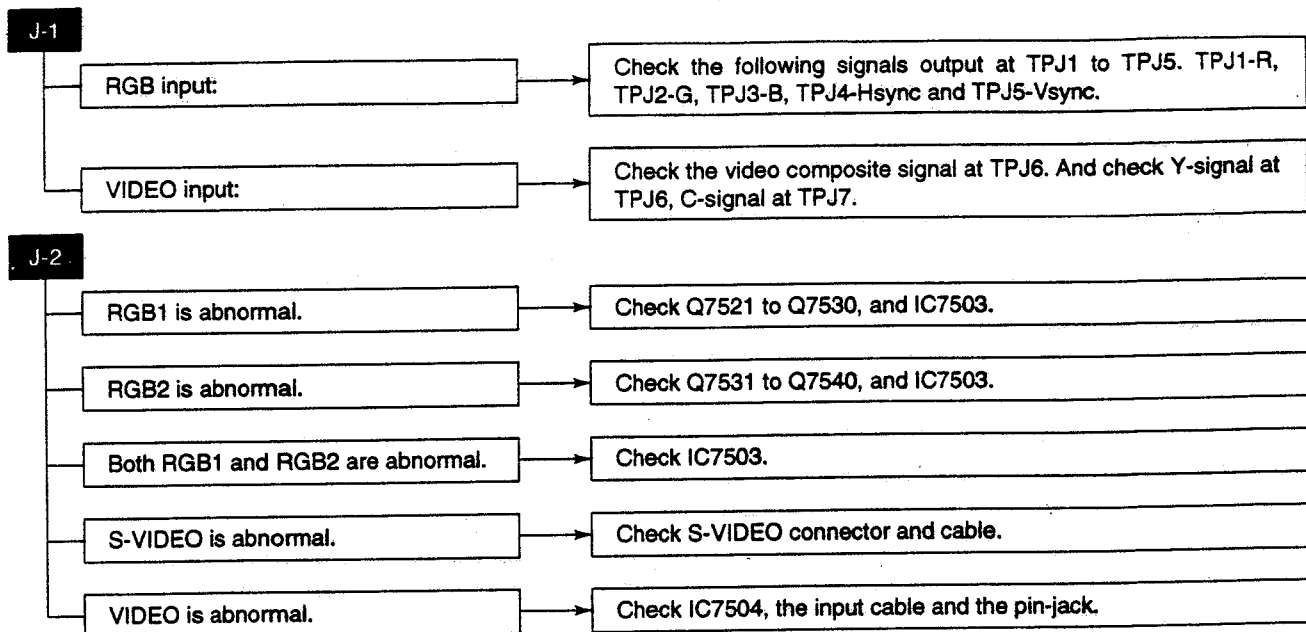 J-1
RGB input:
Check the following signals output at TPJ1 to TPJ5. TPJ1-R,
TPJ2-G, TPJ3-B, TPJ4-Hsync and TPJ5-Vsync.
VIDEO input:
Check the video composite signal at TPJ6. And check Y-signal at
TPJ6, C-signal at TPJ7.
J-2
RGB1 is abnormal.
Check Q7521 to Q7530, and IC7503.
RGB2 is abnormal.
Check Q7531 to Q7540, and IC7503.
Both RGB1 and RGB2 are abnormal.
Check IC7503.
S-VIDEO is abnormal.
Check S-VIDEO connector and cable.
VIDEO is abnormal.
Check IC7504, the input cable and the pin-jack.